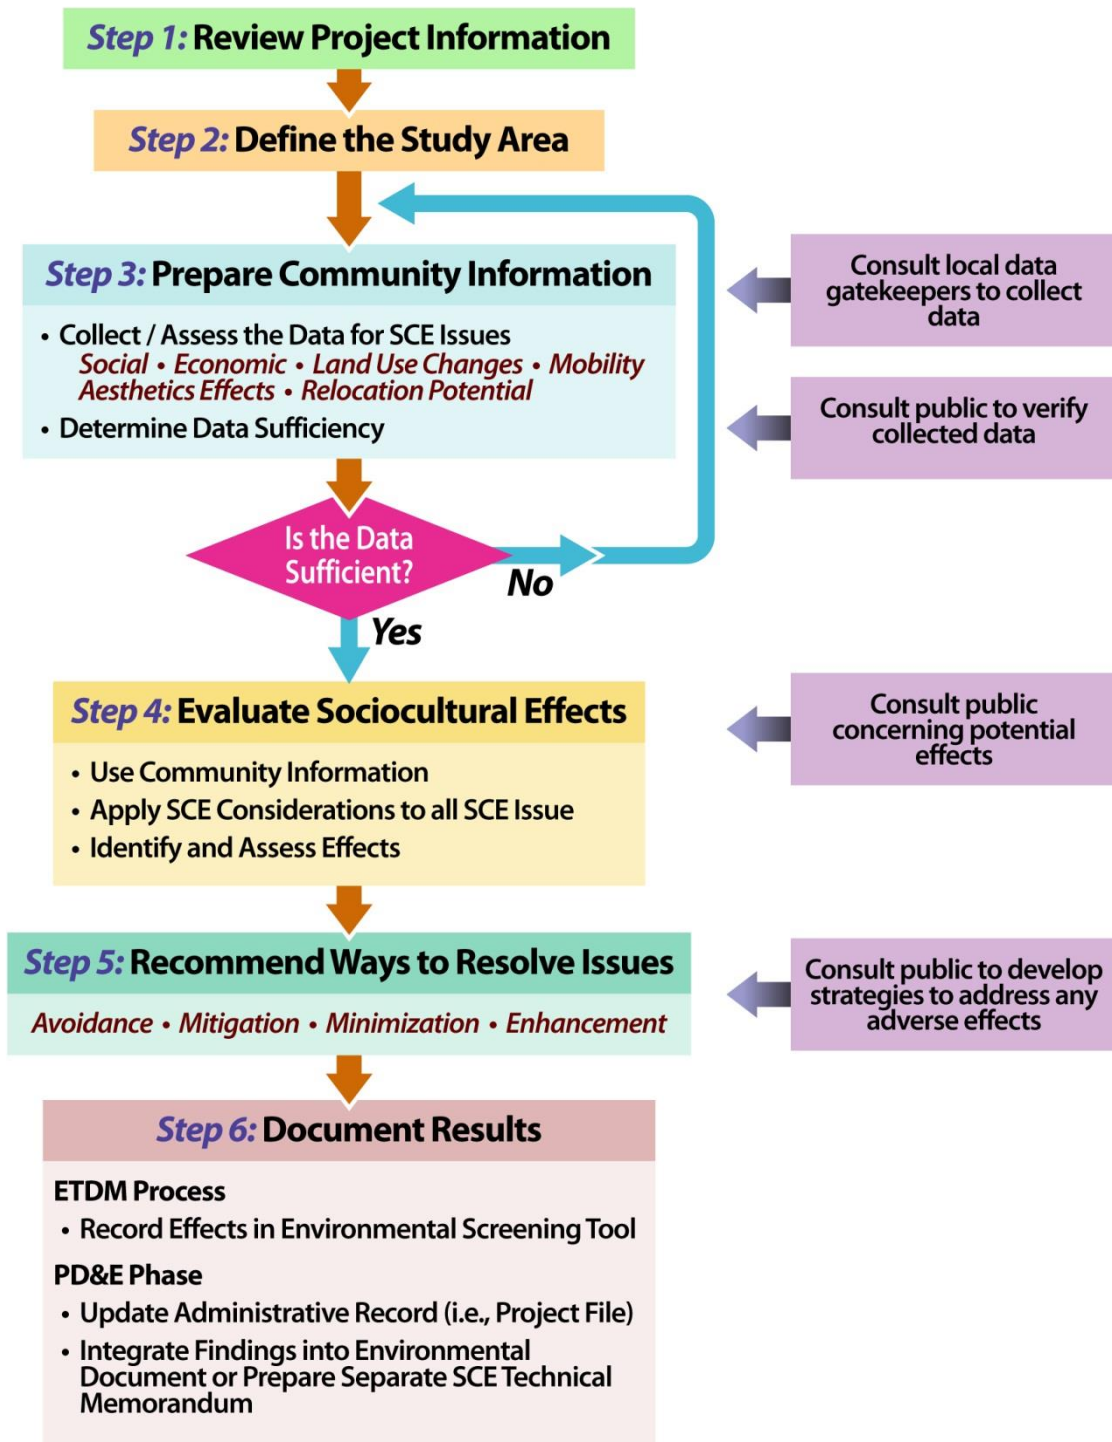 Step 1: Review Project Information
Step 2: Define the Study Area
Step 3: Prepare Community Information
• Collect / Assess the Data for SCE Issues
Social • Economic • Land Use Changes • Mobility
Aesthetics Effects • Relocation Potential
• Determine Data Sufficiency
Consult local data
gatekeepers to collect
data
Consult public to verify
collected data
Is the Data
Sufficient?
No
Yes
Step 4: Evaluate Sociocultural Effects
• Use Community Information
• Apply SCE Considerations to all SCE Issue
• Identify and Assess Effects
Consult public
concerning potential
effects
Step 5: Recommend Ways to Resolve Issues
Avoidance • Mitigation • Minimization • Enhancement
Consult public to develop
strategies to address any
adverse effects
Step 6: Document Results
ETDM Process
• Record Effects in Environmental Screening Tool
PD&E Phase
• Update Administrative Record (i.e., Project File)
• Integrate Findings into Environmental
Document or Prepare Separate SCE Technical
Memorandum